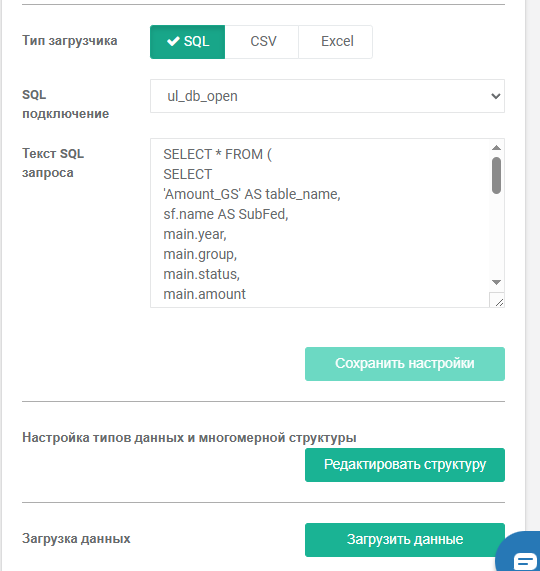 Тип загрузчика
SQL
CSV
Excel
SQL
подключение
ul_db_open
Текст SQL
запроса
SELECT * FROM (
SELECT
'Amount_GS' AS table_name,
sf.name AS SubFed,
main.year,
main.group,
main.status,
main.amount
Сохранить настройки
Настройка типов данных и многомерной структуры
Редактировать структуру
Загрузка данных
Загрузить данные